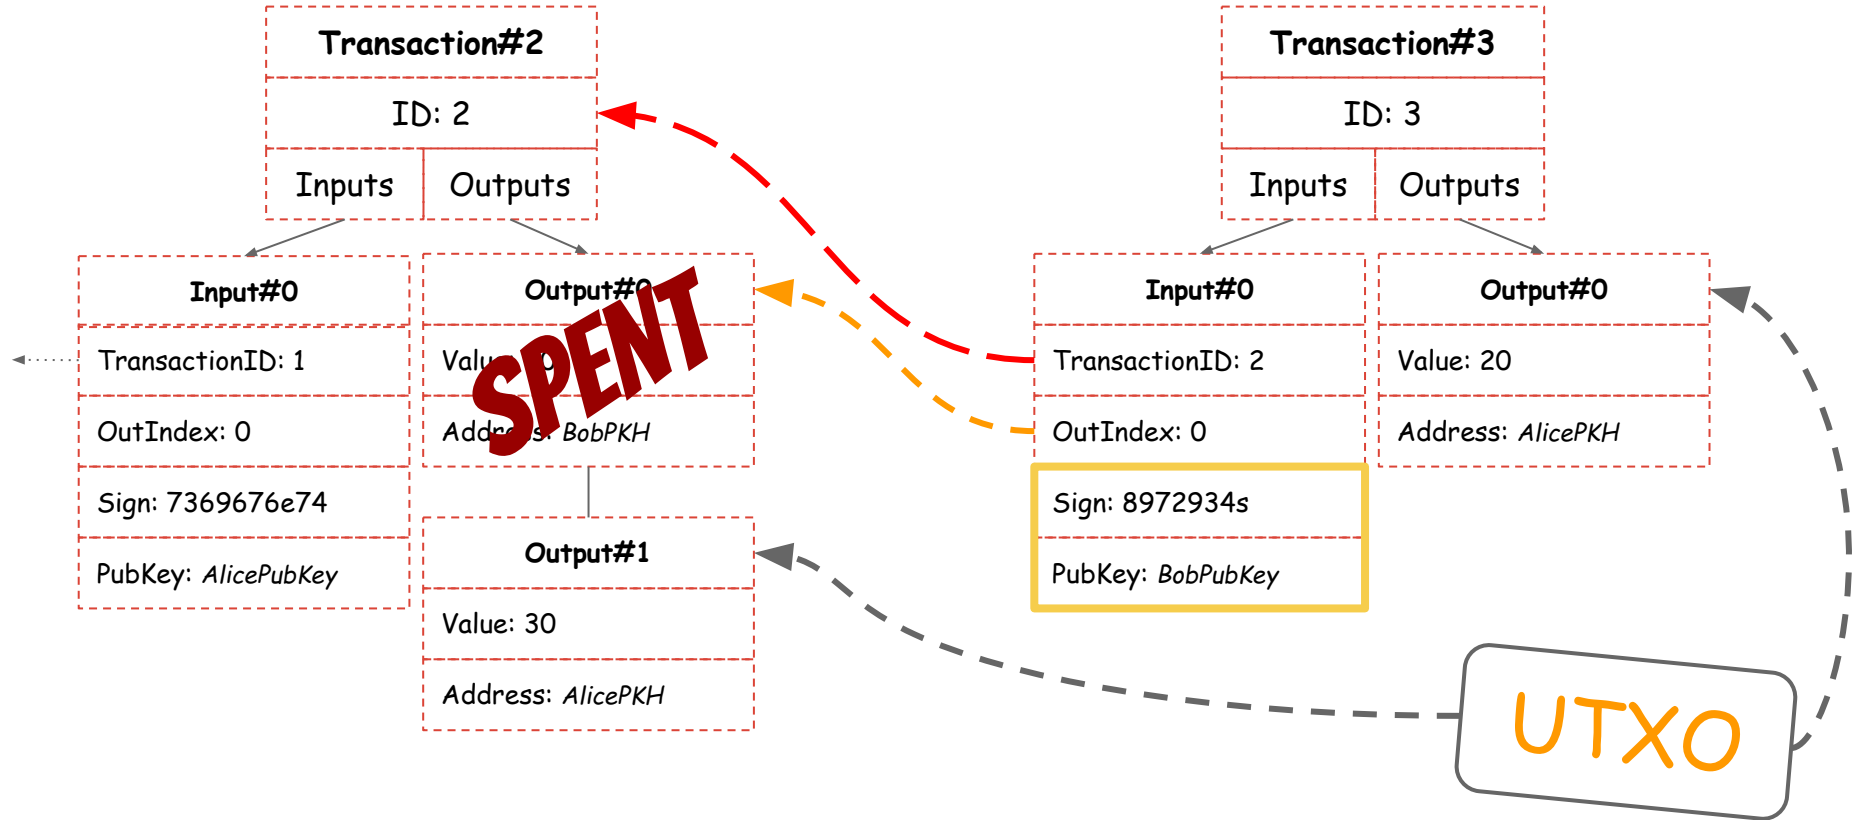 Transaction#2
ID: 2
Inputs Outputs
Input#0
TransactionID: 1
OutIndex: 0
Sign: 7369676e74
PubKey: AlicePubKey
Output#0
SPENT
Address: BobPKH
Output#1
Value: 30
Address: AlicePKH
Transaction#3
ID: 3
Inputs Outputs
Input#0
TransactionID: 2
OutIndex: 0
Sign: 8972934s
PubKey: BobPubKey
Output#0
Value: 20
Address: AlicePKH
UTXO